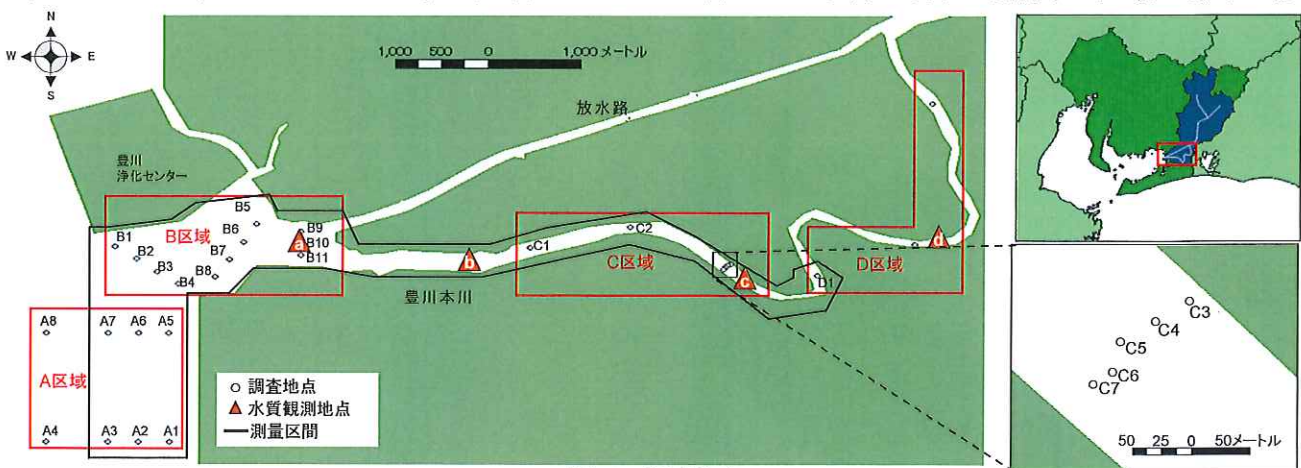 N
W E
S
1,000 500 0 1,000メートル
放水路
豊川
浄化センター
B区域
B1
B2
B3
B4
B5
B6
B7
B8
B9
B10
B11
a
b
C区域
C1
C2
c
D区域
D1
d
豊川本川
A区域
A8 A7 A6 A5
A4 A3 A2 A1
調査地点
水質観測地点
測量区間
C3
C4
C5
C6
C7
50 25 0 50メートル